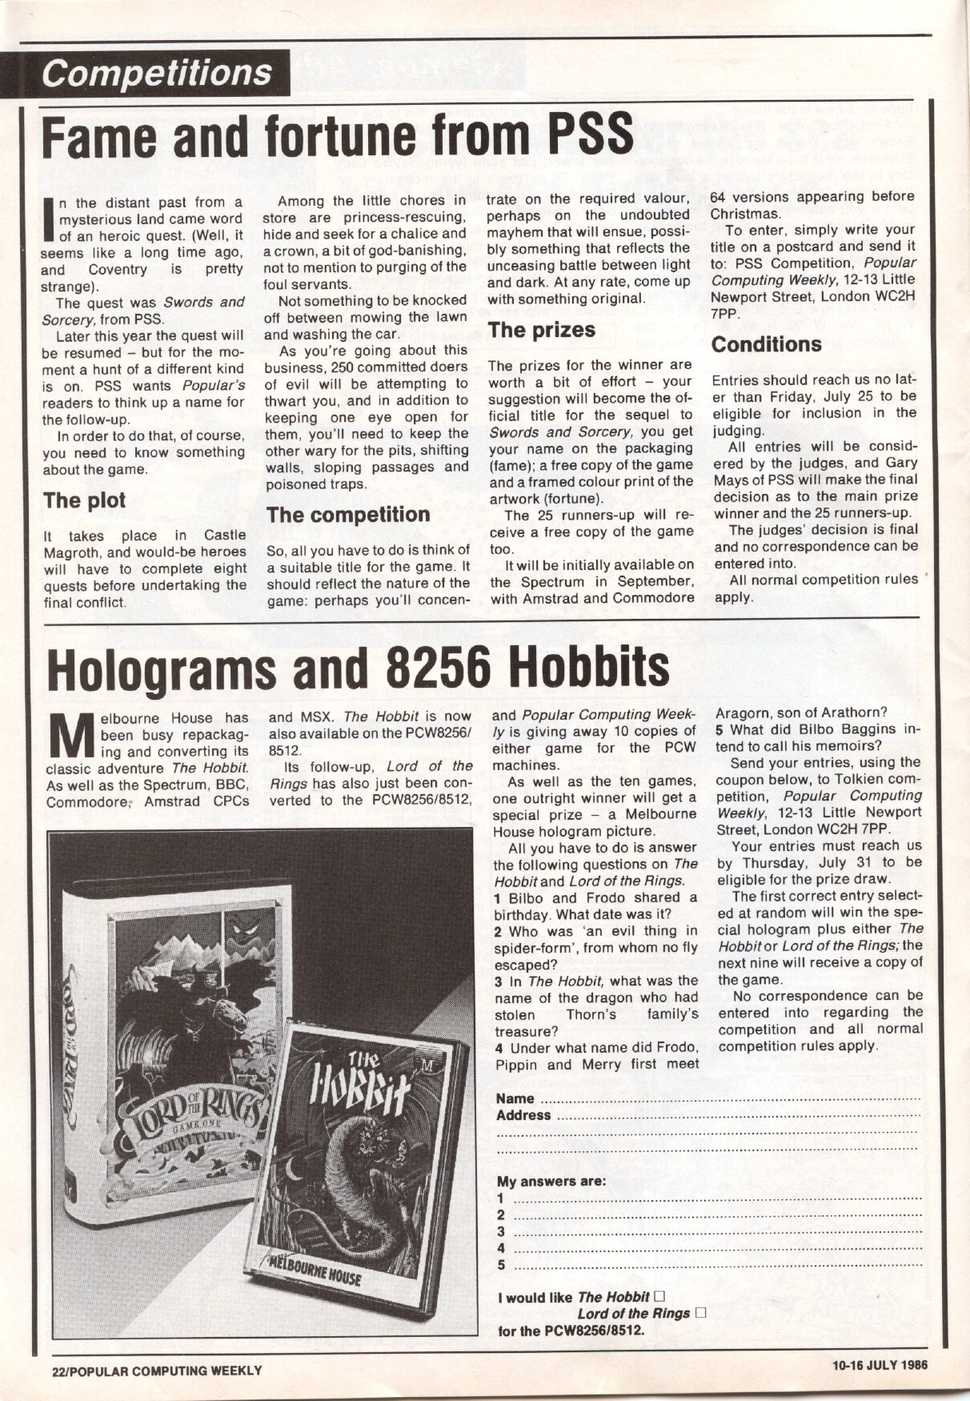 Competitions
Fame and fortune from PSS
In the distant past from a
mysterious land came word
of an heroic quest. (Well, it
seems like a long time ago,
and Coventry is pretty
strange).
The quest was Swords and
Sorcery, from PSS.
Later this year the quest will
be resumed – but for the mo-
ment a hunt of a different kind
is on. PSS wants Popular's
readers to think up a name for
the follow-up.
In order to do that, of course,
you need to know something
about the game.
The plot
It takes place in Castle
Magroth, and would-be heroes
will have to complete eight
quests before undertaking the
final conflict.
Among the little chores in
store are princess-rescuing,
hide and seek for a chalice and
a crown, a bit of god-banishing,
not to mention to purging of the
foul servants.
Not something to be knocked
off between mowing the lawn
and washing the car.
As you're going about this
business, 250 committed doers
of evil will be attempting to
thwart you, and in addition to
keeping one eye open for
them, you'll need to keep the
other wary for the pits, shifting
walls, sloping passages and
poisoned traps.
The competition
So, all you have to do is think of
a suitable title for the game. It
should reflect the nature of the
game: perhaps you'll concen-
trate on the required valour,
perhaps on the undoubted
mayhem that will ensue, possi-
bly something that reflects the
unceasing battle between light
and dark. At any rate, come up
with something original.
The prizes
The prizes for the winner are
worth a bit of effort – your
suggestion will become the of-
ficial title for the sequel to
Swords and Sorcery, you get
your name on the packaging
(fame); a free copy of the game
and a framed colour print of the
artwork (fortune).
The 25 runners-up will re-
ceive a free copy of the game
too.
It will be initially available on
the Spectrum in September,
with Amstrad and Commodore
64 versions appearing before
Christmas.
To enter, simply write your
title on a postcard and send it
to: PSS Competition, Popular
Computing Weekly, 12-13 Little
Newport Street, London WC2H
7PP.
Conditions
Entries should reach us no lat-
er than Friday, July 25 to be
eligible for inclusion in the
judging.
All entries will be consid-
ered by the judges, and Gary
Mays of PSS will make the final
decision as to the main prize
winner and the 25 runners-up.
The judges' decision is final
and no correspondence can be
entered into.
All normal competition rules
apply.
Holograms and 8256 Hobbits
Melbourne House has
been busy repackag-
ing and converting its
classic adventure The Hobbit.
As well as the Spectrum, BBC,
Commodore, Amstrad CPCs
and MSX. The Hobbit is now
also available on the PCW8256/
8512.
Its follow-up, Lord of the
Rings has also just been con-
verted to the PCW8256/8512,
and Popular Computing Week-
ly is giving away 10 copies of
either game for the PCW
machines.
As well as the ten games,
one outright winner will get a
special prize – a Melbourne
House hologram picture.
All you have to do is answer
the following questions on The
Hobbit and Lord of the Rings.
1 Bilbo and Frodo shared a
birthday. What date was it?
2 Who was 'an evil thing in
spider-form', from whom no fly
escaped?
3 In The Hobbit, what was the
name of the dragon who had
stolen Thorn's family's
treasure?
4 Under what name did Frodo,
Pippin and Merry first meet
Aragorn, son of Arathorn?
5 What did Bilbo Baggins in-
tend to call his memoirs?
Send your entries, using the
coupon below, to Tolkien com-
petition, Popular Computing
Weekly, 12-13 Little Newport
Street, London WC2H 7PP.
Your entries must reach us
by Thursday, July 31 to be
eligible for the prize draw.
The first correct entry select-
ed at random will win the spe-
cial hologram plus either The
Hobbit or Lord of the Rings; the
next nine will receive a copy of
the game.
No correspondence can be
entered into regarding the
competition and all normal
competition rules apply.
LORD OF THE RINGS
GAME ONE
LORD OF THE RINGS
THE HOBBIT
M
MELBOURNE HOUSE
Name
Address
My answers are:
1
2
3
4
5
I would like The Hobbit
Lord of the Rings
for the PCW8256/8512.
22/POPULAR COMPUTING WEEKLY
10-16 JULY 1986